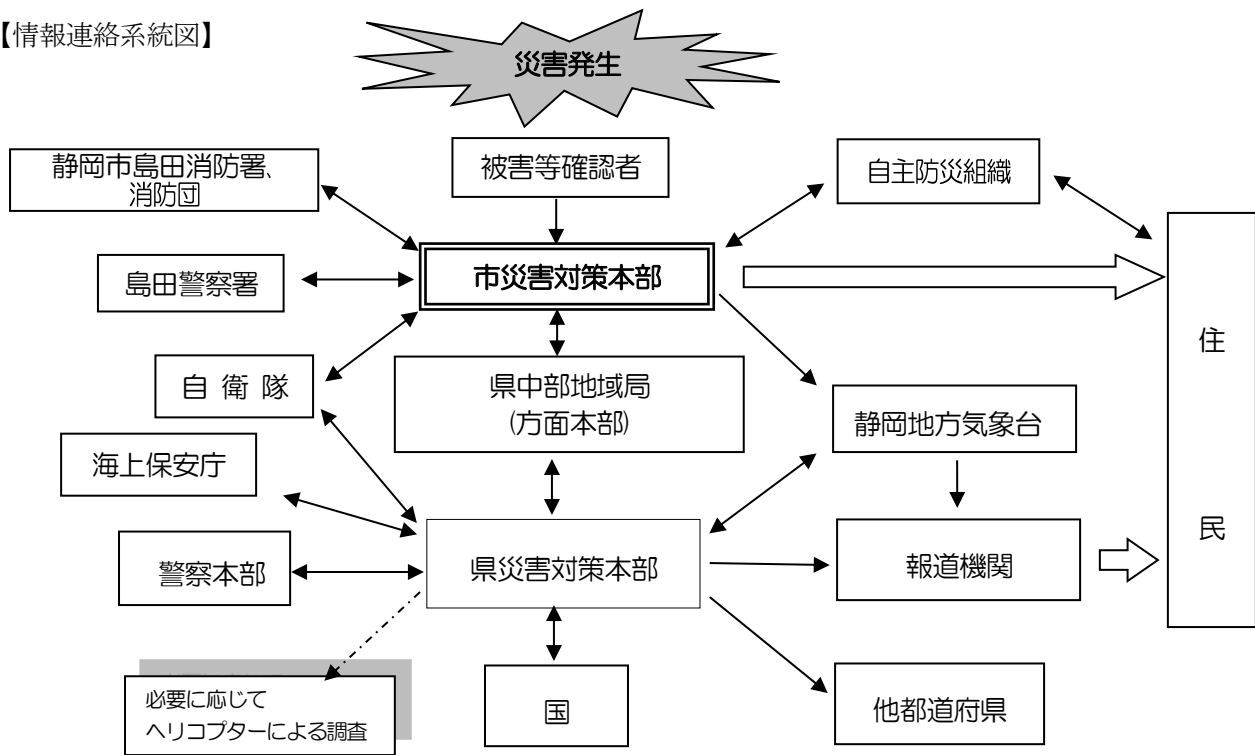 【情報連絡系統図】
災害発生
静岡市島田消防署、
消防団
被害等確認者
自主防災組織
島田警察署
市災害対策本部
住
民
自 衛 隊
県中部地域局
(方面本部)
静岡地方気象台
海上保安庁
警察本部
県災害対策本部
報道機関
必要に応じて
ヘリコプターによる調査
国
他都道府県